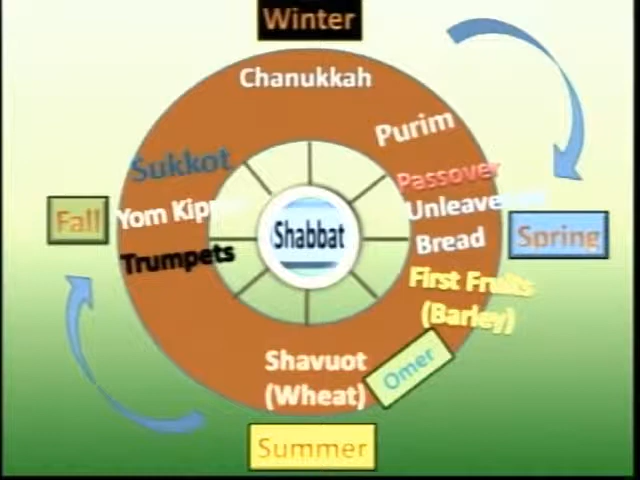 Winter
Chanukkah
Purim
Sukkot
Passover
Fall
Yom Kip
Unleave
Spring
Shabbat
Bread
Trumpets
First Fruits
(Barley)
Shavuot
(Wheat)
Omer
Summer